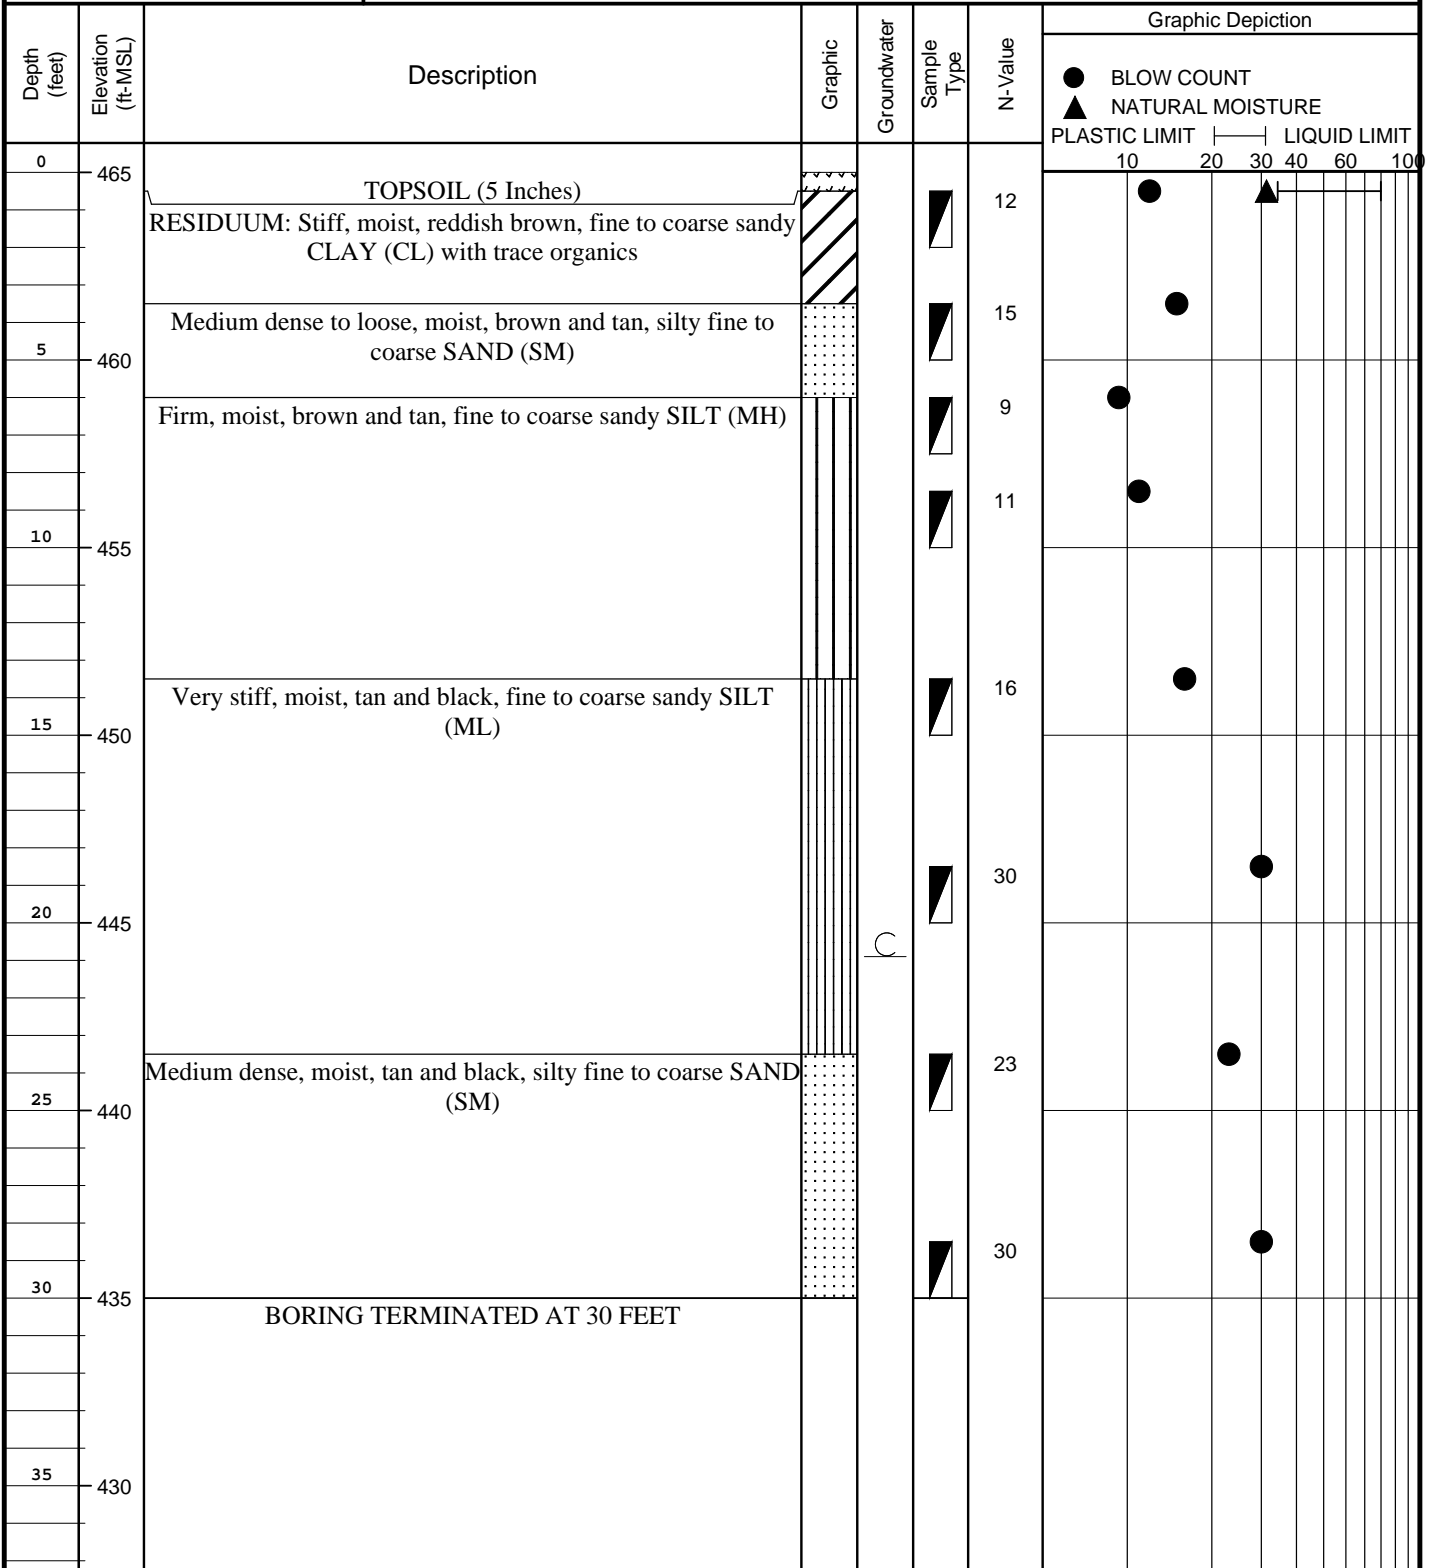 Depth
(feet)
Elevation
(ft-MSL)
Description
Graphic
Groundwater
Sample
Type
N-Value
Graphic Depiction
BLOW COUNT
NATURAL MOISTURE
PLASTIC LIMIT LIQUID LIMIT
10 20 30 40 60 100
0 465
TOPSOIL (5 Inches)
12
RESIDUUM: Stiff, moist, reddish brown, fine to coarse sandy
CLAY (CL) with trace organics
15
Medium dense to loose, moist, brown and tan, silty fine to
coarse SAND (SM)
5 460
9
Firm, moist, brown and tan, fine to coarse sandy SILT (MH)
11
10 455
16
Very stiff, moist, tan and black, fine to coarse sandy SILT
(ML)
15 450
30
20 445
C
23
Medium dense, moist, tan and black, silty fine to coarse SAND
(SM)
25 440
30
30 435
BORING TERMINATED AT 30 FEET
35 430